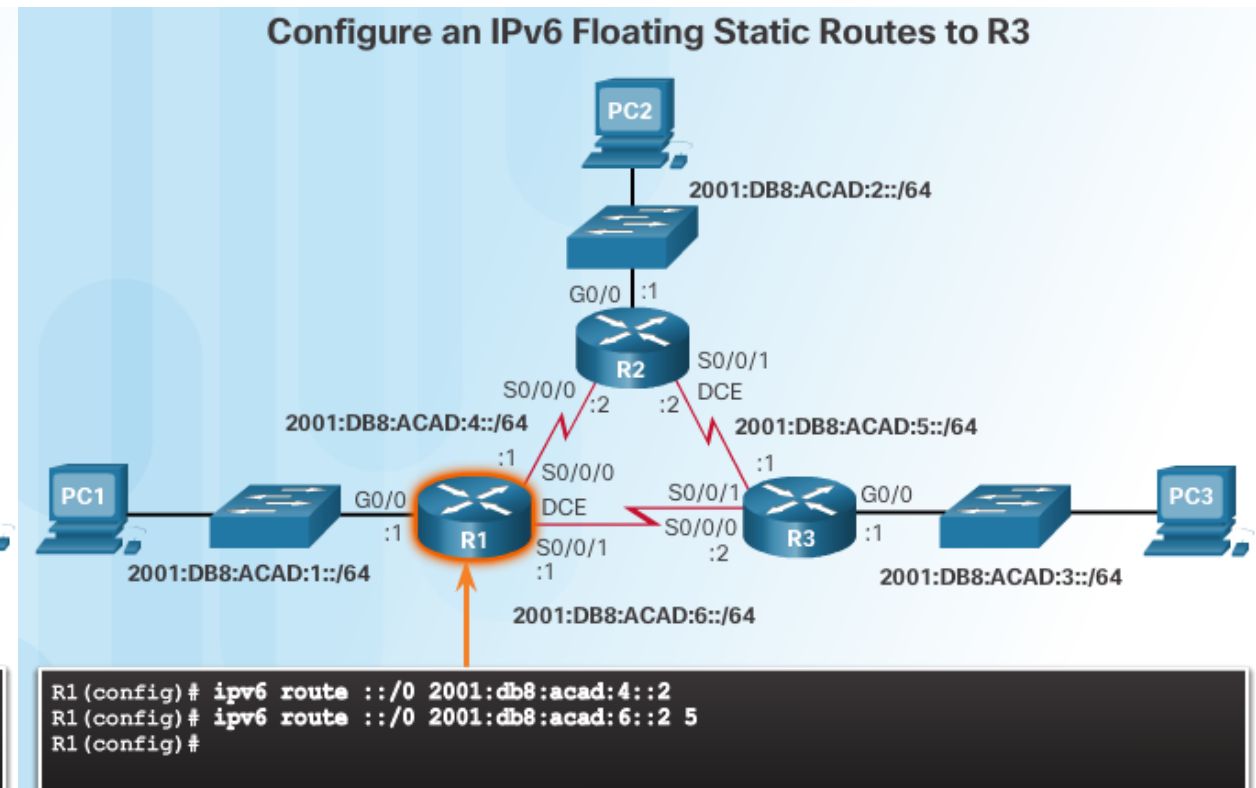 Configure an IPv6 Floating Static Routes to R3
PC2
2001:DB8:ACAD:2::/64
G0/0 :1
R2
S0/0/1
DCE
S0/0/0
:2 :2
2001:DB8:ACAD:4::/64
2001:DB8:ACAD:5::/64
:1 :1
S0/0/0
PC1
G0/0
:1
R1
DCE
S0/0/1
:1
S0/0/1
S0/0/0
:2
R3
G0/0
:1
PC3
2001:DB8:ACAD:1::/64
2001:DB8:ACAD:3::/64
2001:DB8:ACAD:6::/64
R1(config)# ipv6 route ::/0 2001:db8:acad:4::2
R1(config)# ipv6 route ::/0 2001:db8:acad:6::2 5
R1(config)#